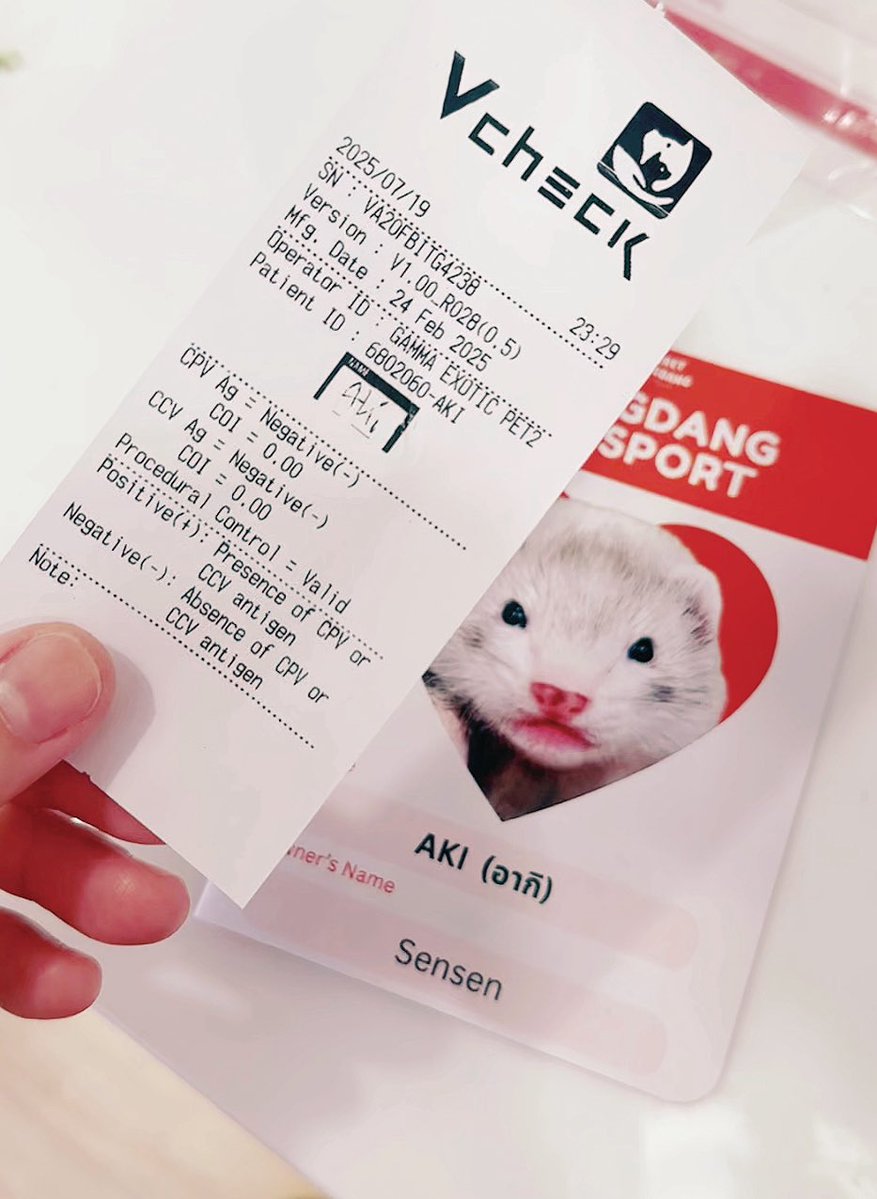 Vcheck
2025/07/19 23:29
SN : VA20FBITG4238
Version : V1.00_R028(0.5)
Mfg. Date : 24 Feb 2025
Operator ID : GAMMA EXOTIC PET2
Patient ID : 6802060-AKI
NAME
AKi
CPV Ag = Negative(-)
COI = 0.00
CCV Ag = Negative(-)
COI = 0.00
Procedural Control = Valid
Positive(+): Presence of CPV or
CCV antigen
Negative(-): Absence of CPV or
CCV antigen
Note:
GDANG
SPORT
AKI (อากิ)
ner's Name
Sensen